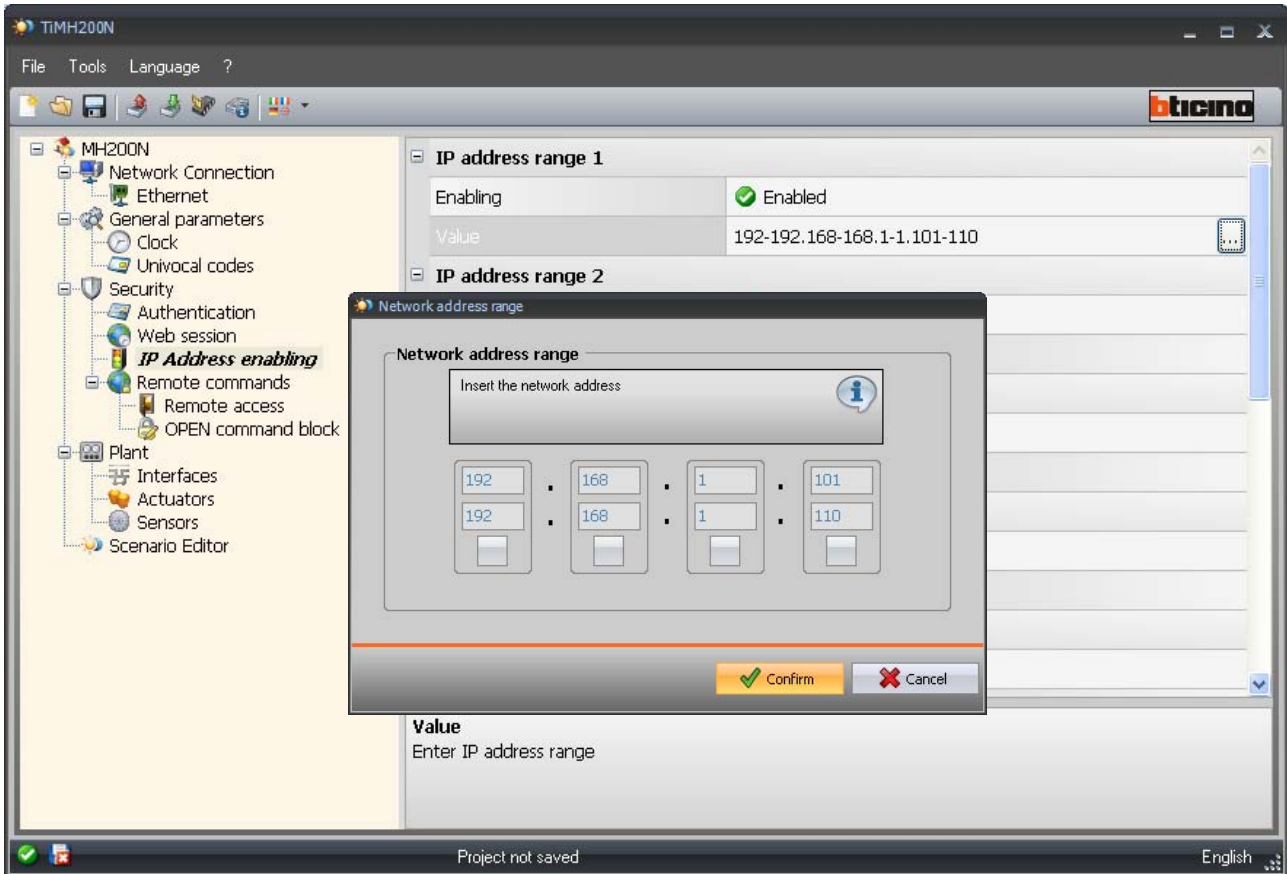 TiMH200N
File Tools Language ?
bticino
MH200N
Network Connection
Ethernet
General parameters
Clock
Univocal codes
Security
Authentication
Web session
IP Address enabling
Remote commands
Remote access
OPEN command block
Plant
Interfaces
Actuators
Sensors
Scenario Editor
IP address range 1
Enabling Enabled
Value 192-192.168-168.1-1.101-110 ...
IP address range 2
Network address range
Network address range
Insert the network address
192 . 168 . 1 . 101
192 . 168 . 1 . 110
Confirm Cancel
Value
Enter IP address range
Project not saved English